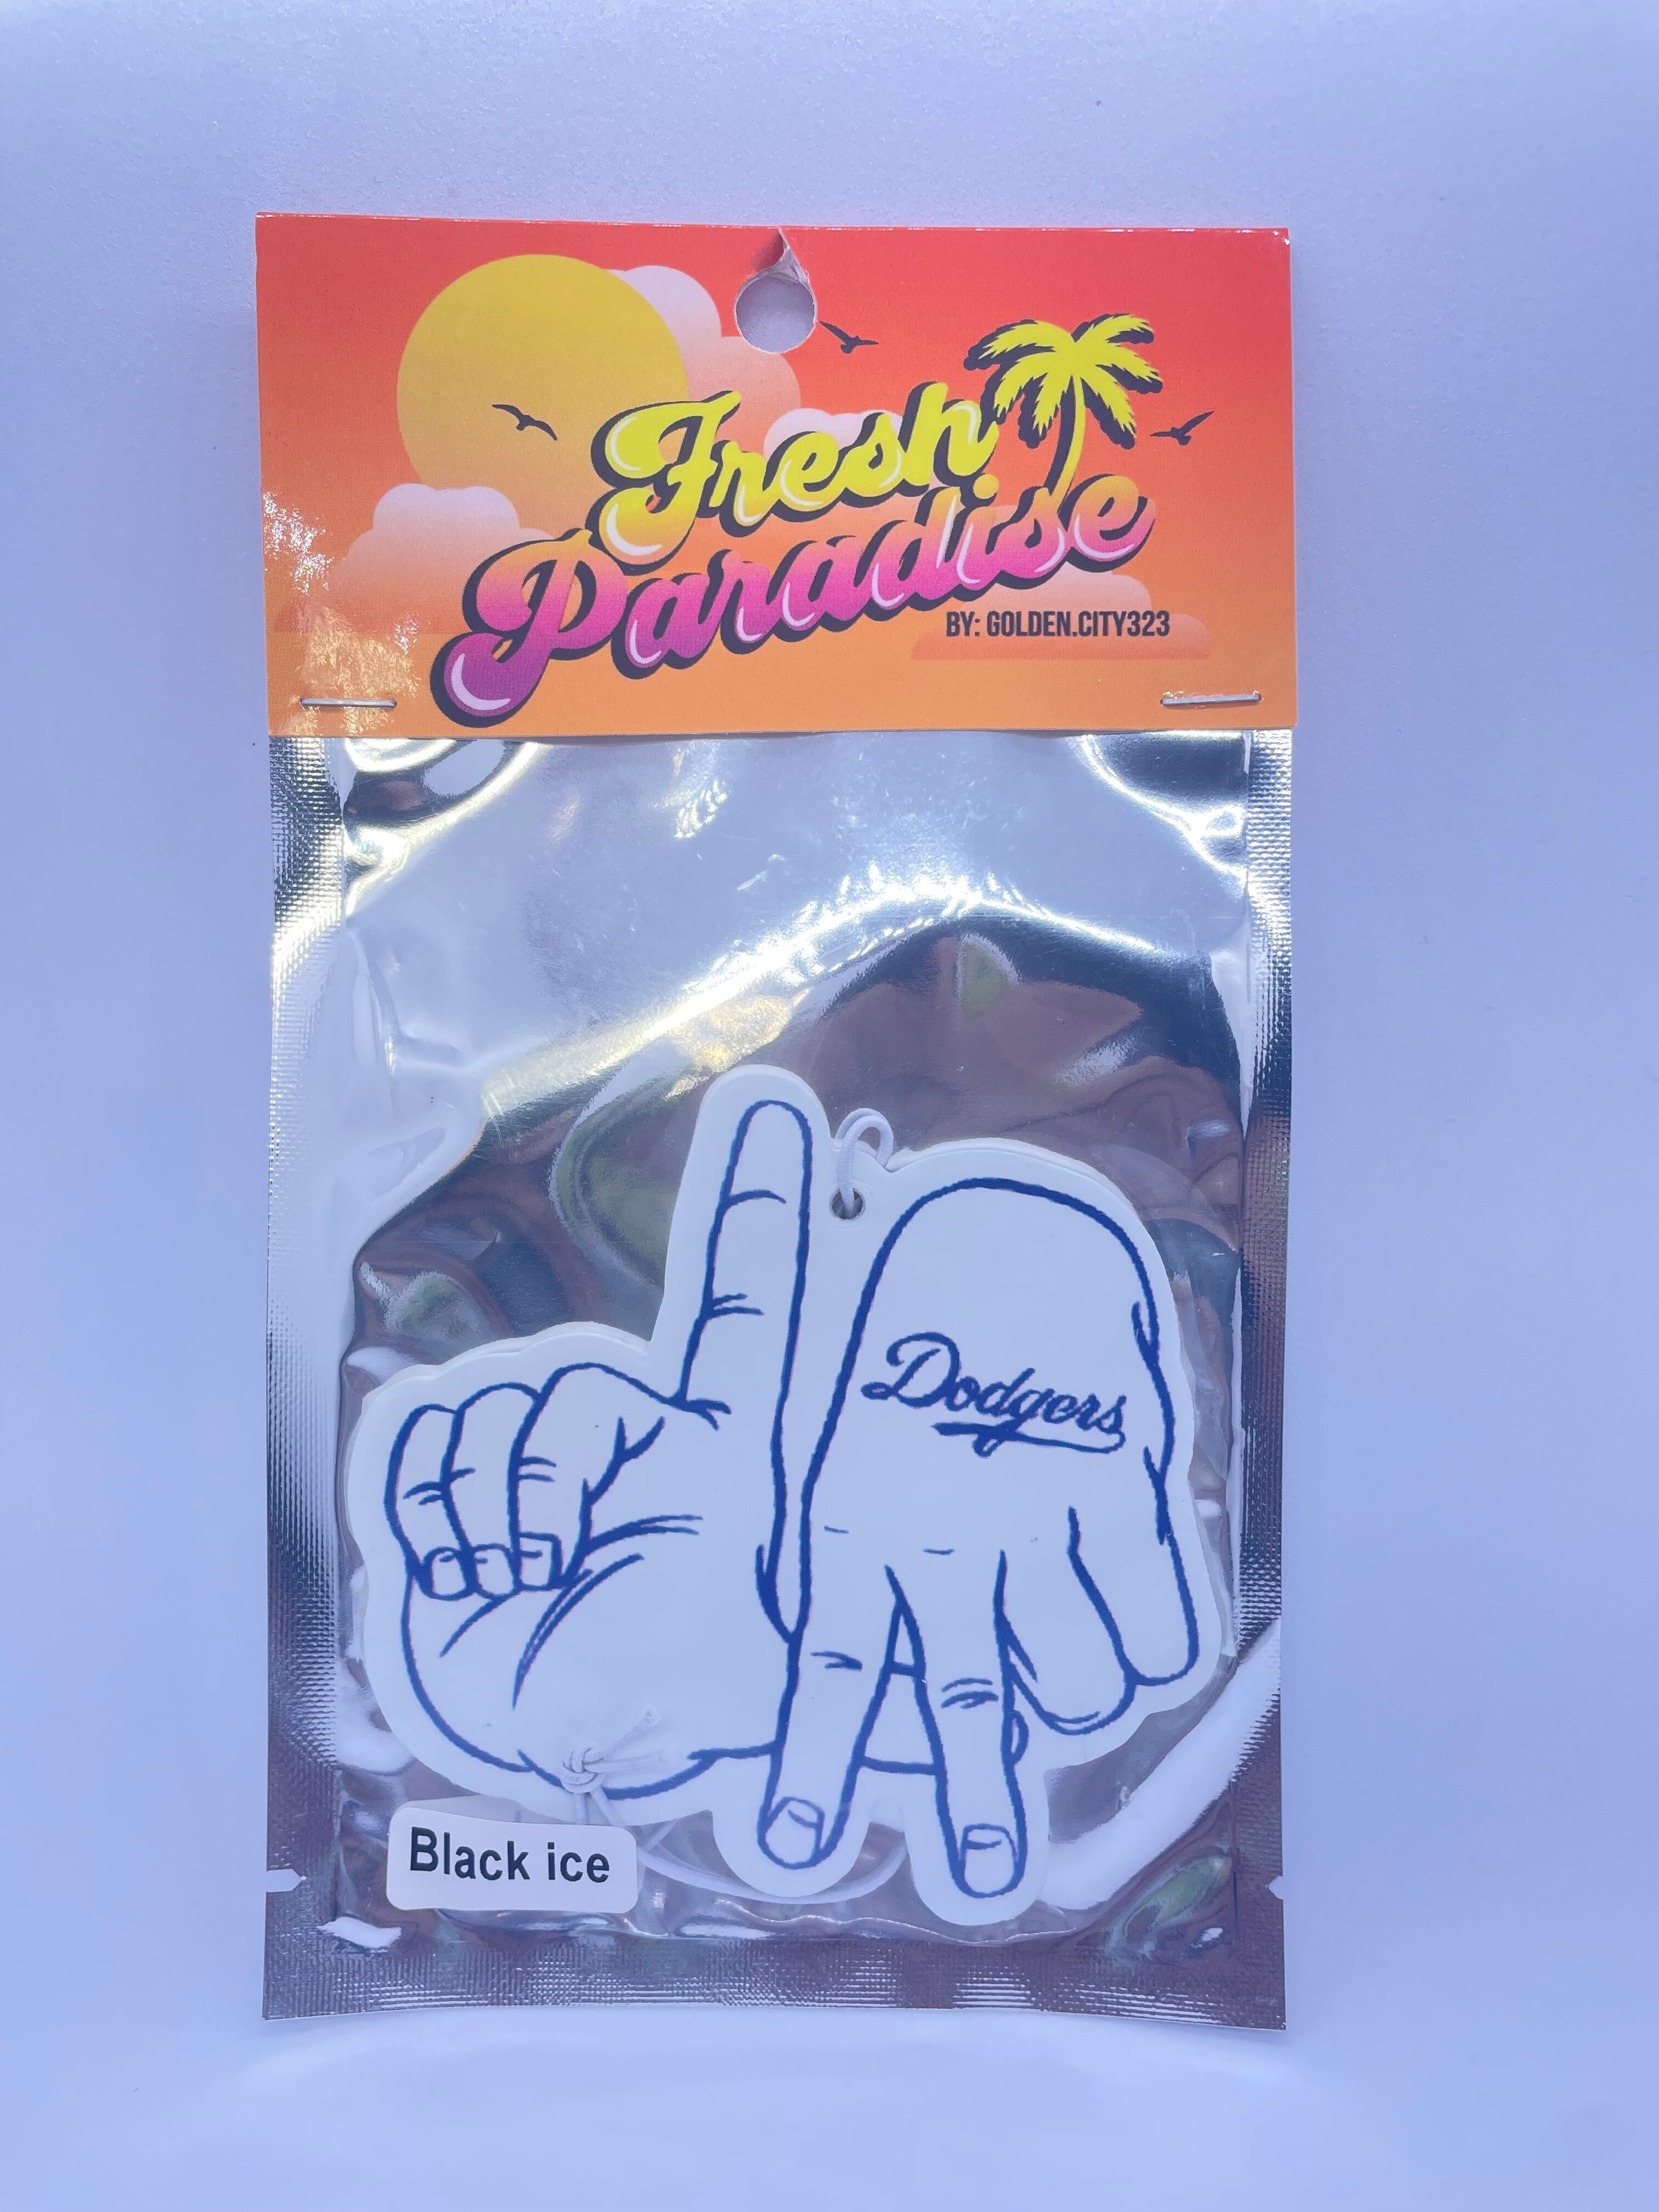 Fresh
Paradise
BY: GOLDEN.CITY323
Dodgers
Black ice